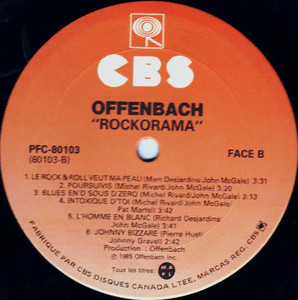 CBS
OFFENBACH
"ROCKORAMA"
PFC-80103
(80103-B)
FACE B
1. LE ROCK & ROLL VEUT MA PEAU (Marc Desjardins/John McGale) 3:31
2. POURSUIVIS (Michel Rivard/John McGale) 3:20
3. BLUES EN D SOUS D'ZERO (Michel Rivard/John McGale) 5:30
4. INTOXIQUE D'TOI (Michel Rivard/John McGale/
Pat Martel) 3:42
5. L'HOMME EN BLANC (Richard Desjardins/
John McGale) 2:42
6. JOHNNY BIZZARE (Pierre Huet/
Johnny Gravel) 4:2
Production : Offenbach
℗ 1985 Offenbach Inc.
Tous les titres:
FABRIQUE PAR CBS DISQUES CANADA LTEE, MARCAS REG. CBS